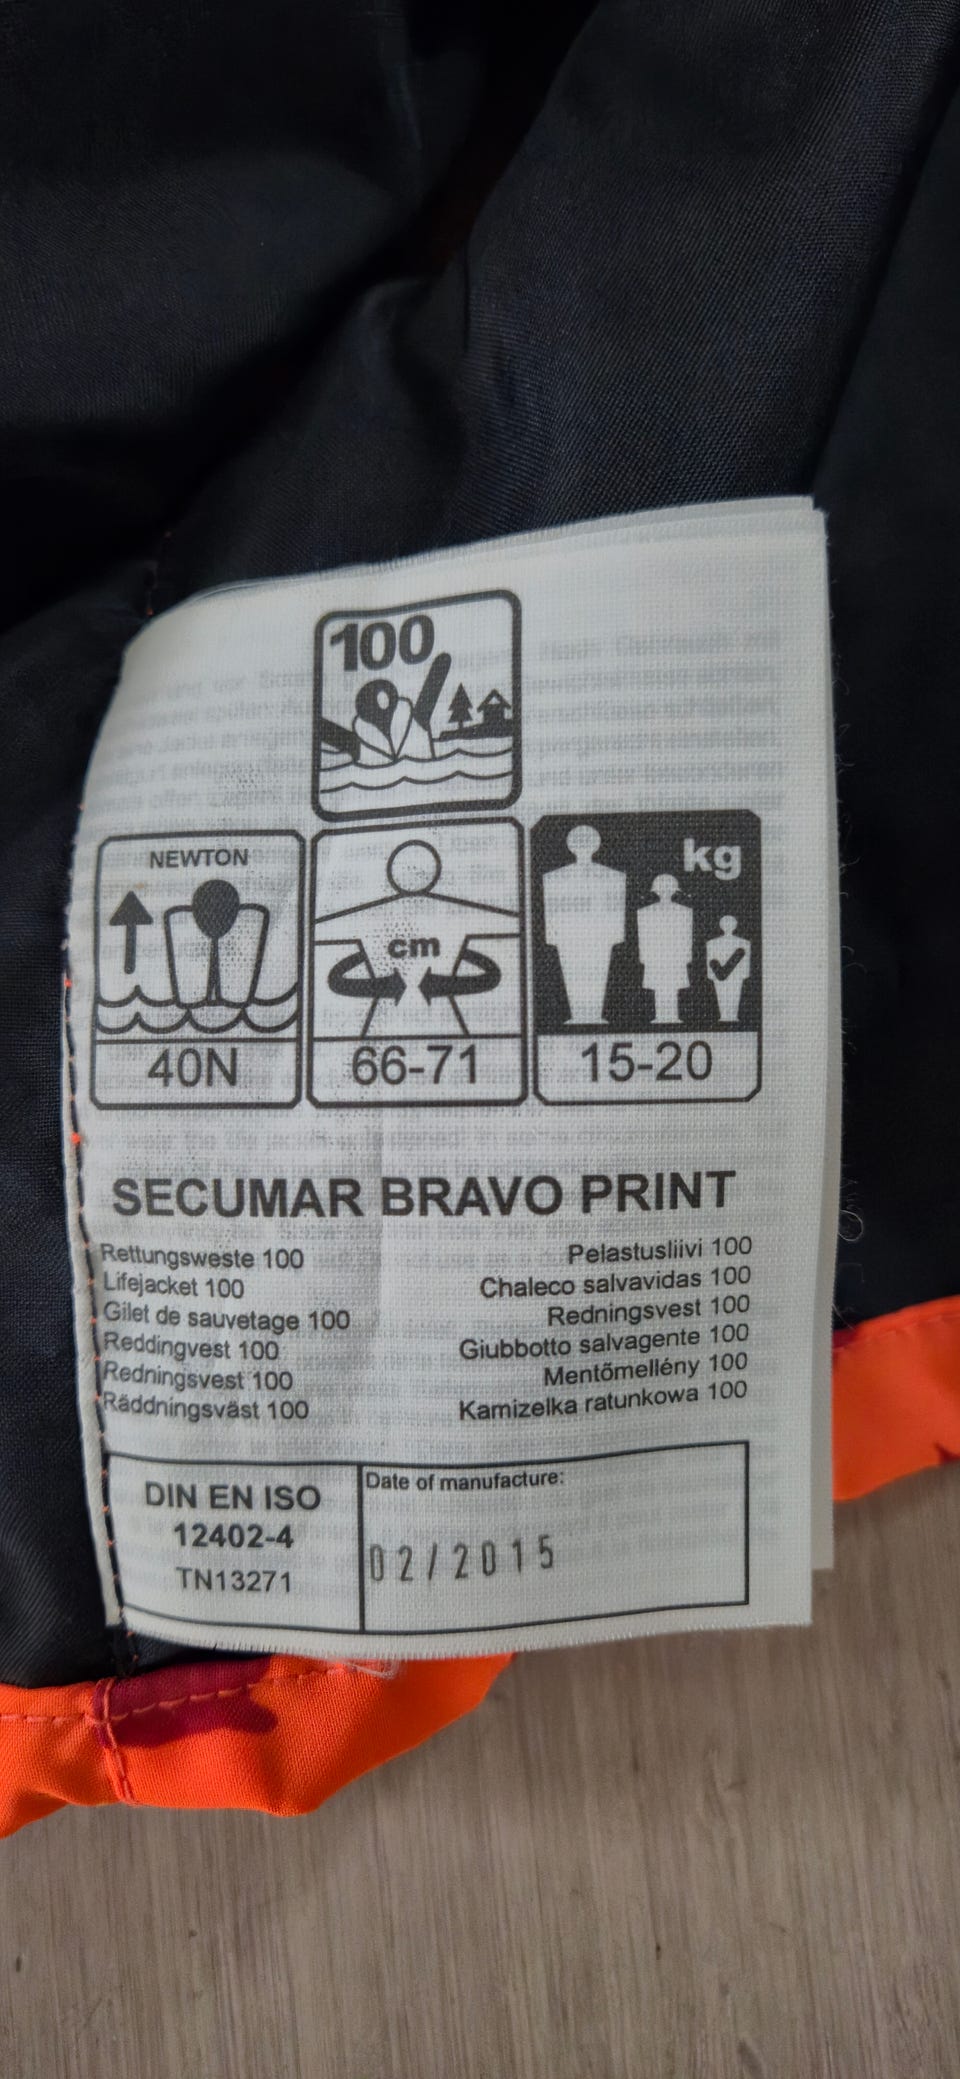 100
NEWTON
cm
kg
40N
66-71
15-20
SECUMAR BRAVO PRINT
Rettungsweste 100
Lifejacket 100
Gilet de sauvetage 100
Reddingvest 100
Redningsvest 100
Räddningsväst 100
Pelastusliivi 100
Chaleco salvavidas 100
Redningsvest 100
Giubbotto salvagente 100
Mentőmellény 100
Kamizelka ratunkowa 100
DIN EN ISO
12402-4
TN13271
Date of manufacture:
02/2015